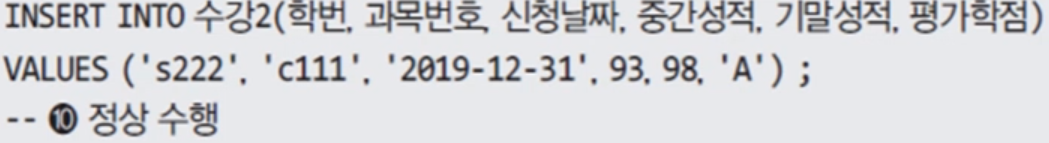 INSERT INTO 수강2(학번, 과목번호, 신청날짜, 중간성적, 기말성적, 평가학점)
VALUES ('s222', 'c111', '2019-12-31', 93, 98, 'A') ;
-- ❿ 정상 수행